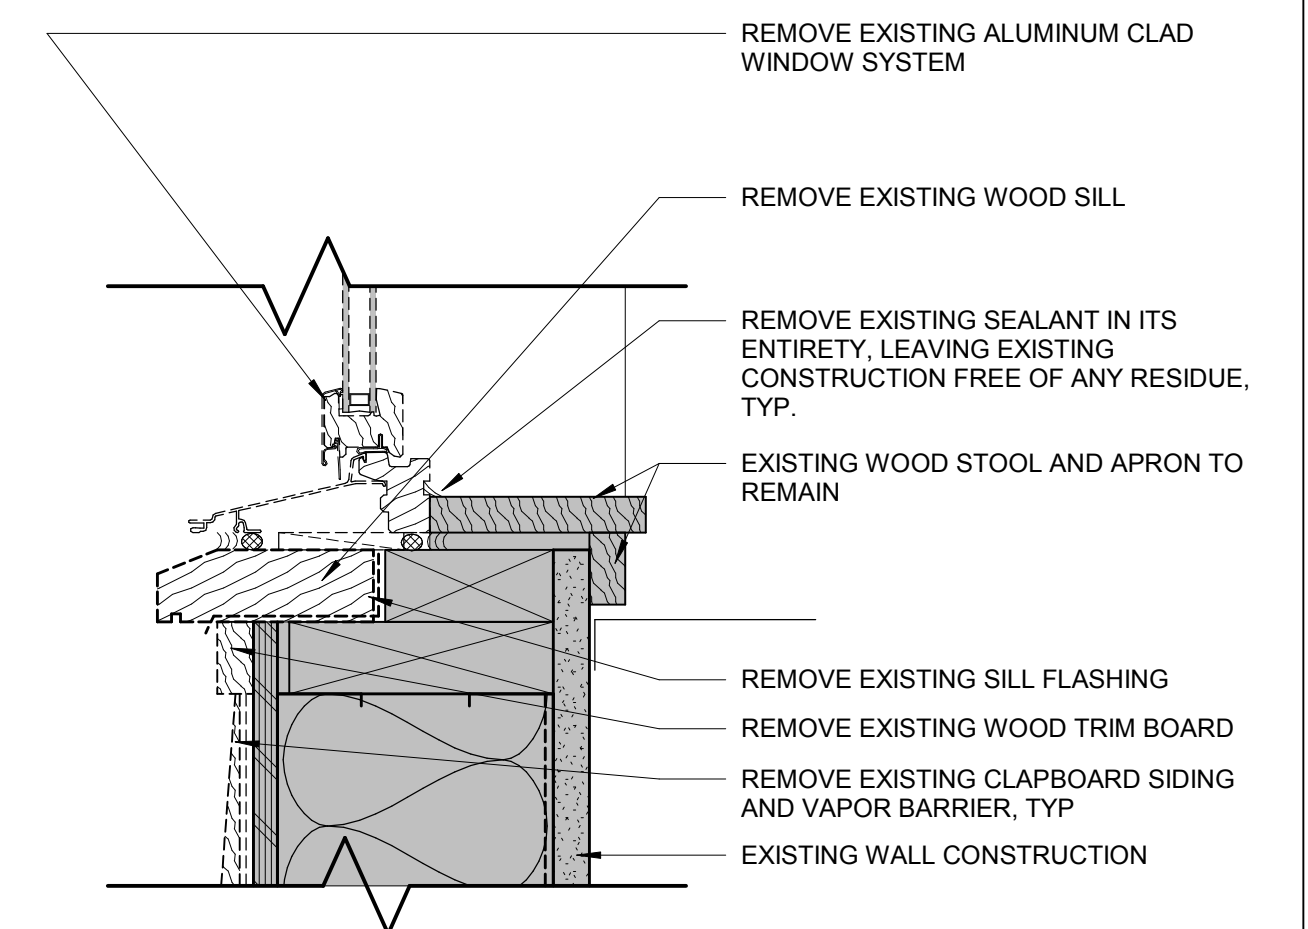 REMOVE EXISTING ALUMINUM CLAD
WINDOW SYSTEM
REMOVE EXISTING WOOD SILL
REMOVE EXISTING SEALANT IN ITS
ENTIRETY, LEAVING EXISTING
CONSTRUCTION FREE OF ANY RESIDUE,
TYP.
EXISTING WOOD STOOL AND APRON TO
REMAIN
REMOVE EXISTING SILL FLASHING
REMOVE EXISTING WOOD TRIM BOARD
REMOVE EXISTING CLAPBOARD SIDING
AND VAPOR BARRIER, TYP
EXISTING WALL CONSTRUCTION